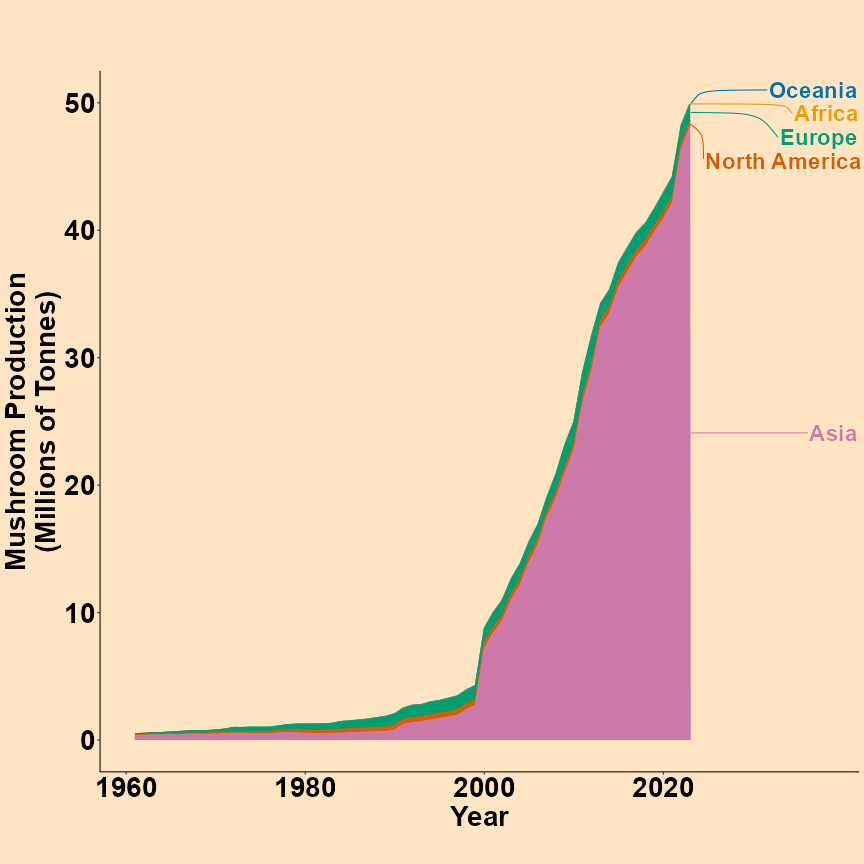 Mushroom Production
(Millions of Tonnes)
50
40
30
20
10
0
1960
1980
2000
2020
Year
Oceania
Africa
Europe
North America
Asia